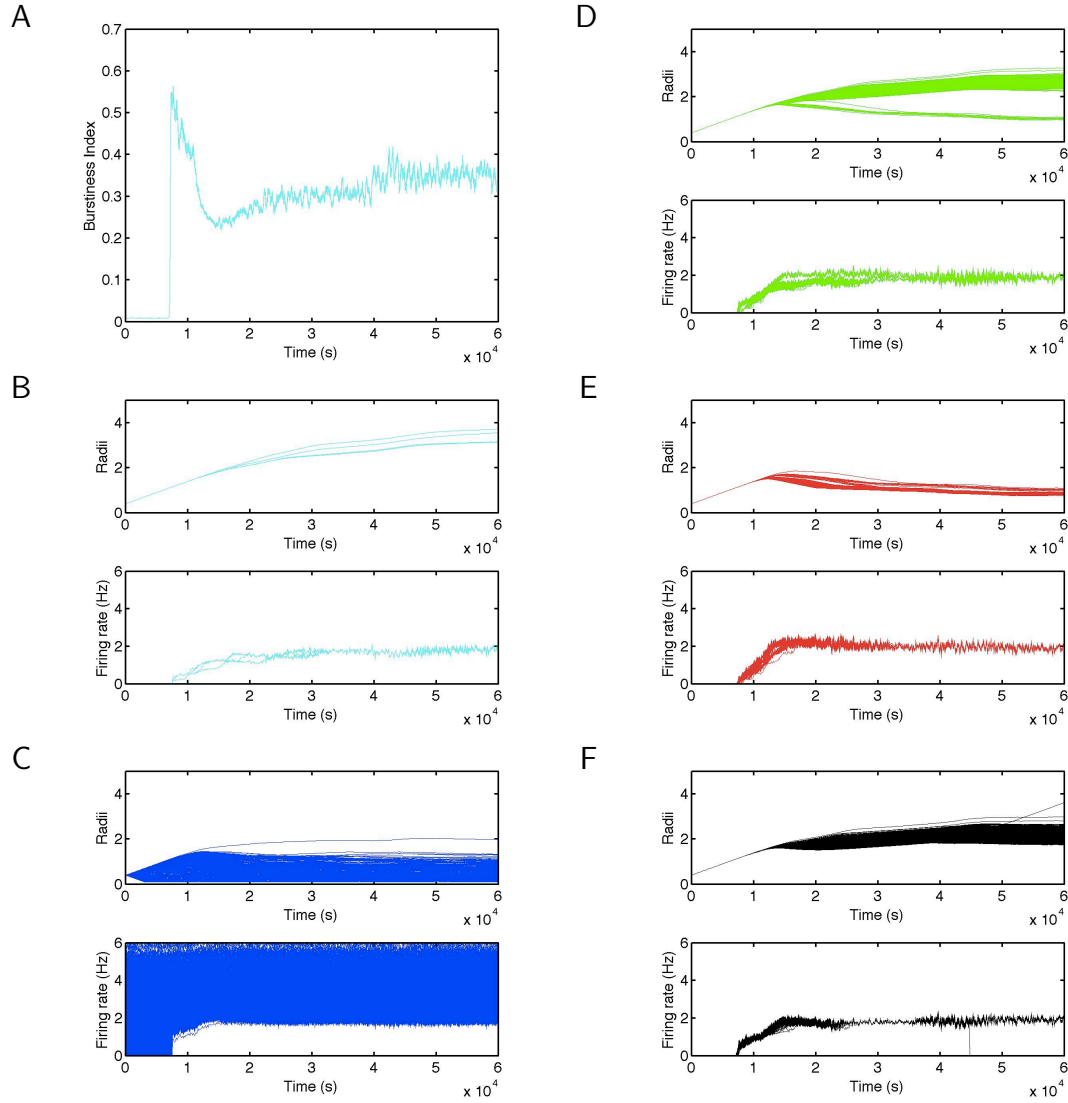 A
0.7
0.6
0.5
0.4
0.3
0.2
0.1
0
Burstiness Index
0 1 2 3 4 5 6
Time (s)
x 10^4
B
4
2
0
Radii
0 1 2 3 4 5 6
Time (s)
x 10^4
6
4
2
0
Firing rate (Hz)
0 1 2 3 4 5 6
Time (s)
x 10^4
C
4
2
0
Radii
0 1 2 3 4 5 6
Time (s)
x 10^4
6
4
2
0
Firing rate (Hz)
0 1 2 3 4 5 6
Time (s)
x 10^4
D
4
2
0
Radii
0 1 2 3 4 5 6
Time (s)
x 10^4
6
4
2
0
Firing rate (Hz)
0 1 2 3 4 5 6
Time (s)
x 10^4
E
4
2
0
Radii
0 1 2 3 4 5 6
Time (s)
x 10^4
6
4
2
0
Firing rate (Hz)
0 1 2 3 4 5 6
Time (s)
x 10^4
F
4
2
0
Radii
0 1 2 3 4 5 6
Time (s)
x 10^4
6
4
2
0
Firing rate (Hz)
0 1 2 3 4 5 6
Time (s)
x 10^4